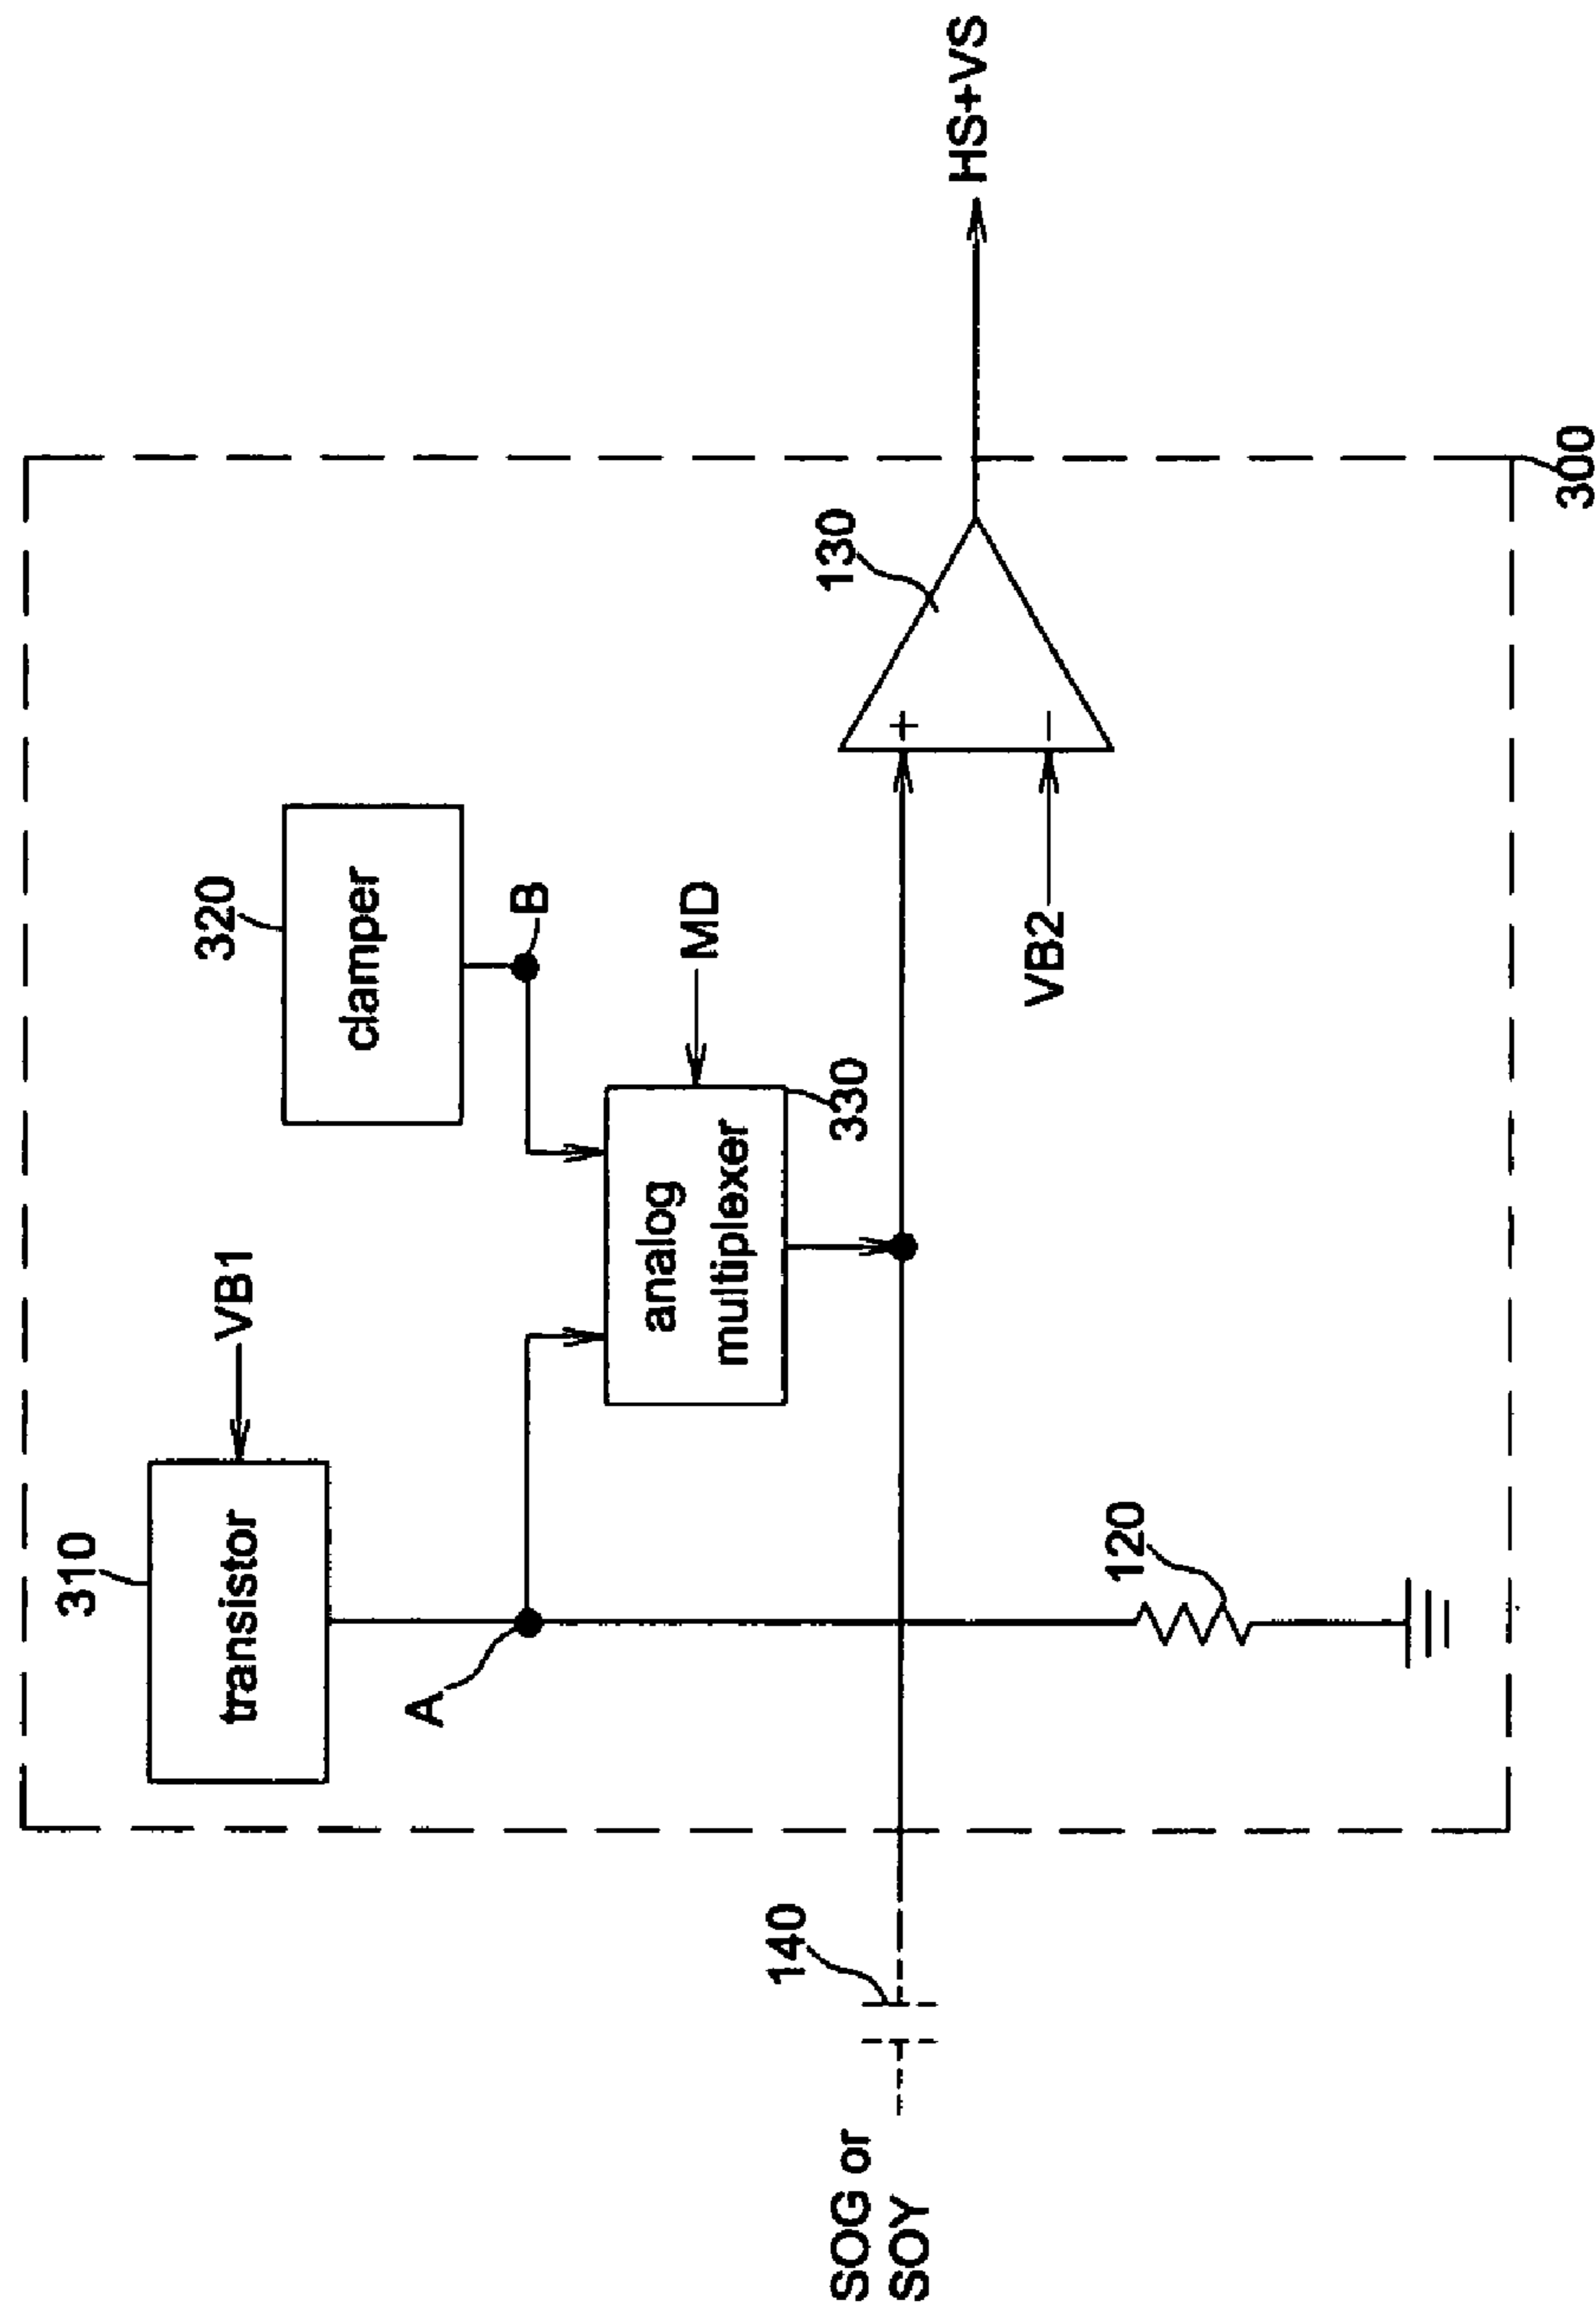 310
transistor
VB1
320
clamper
A
B
analog
multiplexer
MD
330
130
+
−
VB2
HS+VS
SOG or
SOY
140
120
300